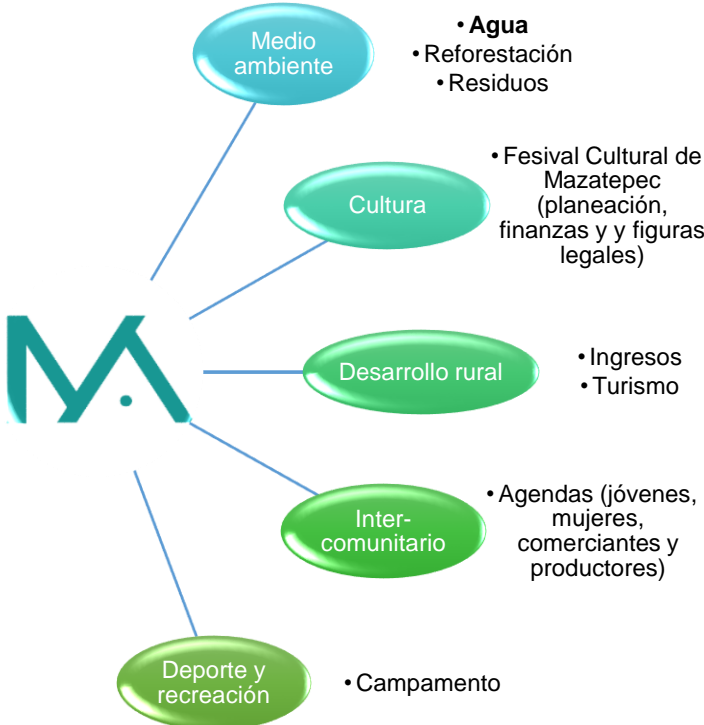 Medio
ambiente
• Agua
• Reforestación
• Residuos
Cultura
• Fesival Cultural de
Mazatepec
(planeación,
finanzas y y figuras
legales)
Desarrollo rural
• Ingresos
• Turismo
Inter-
comunitario
• Agendas (jóvenes,
mujeres,
comerciantes y
productores)
Deporte y
recreación
• Campamento
MA